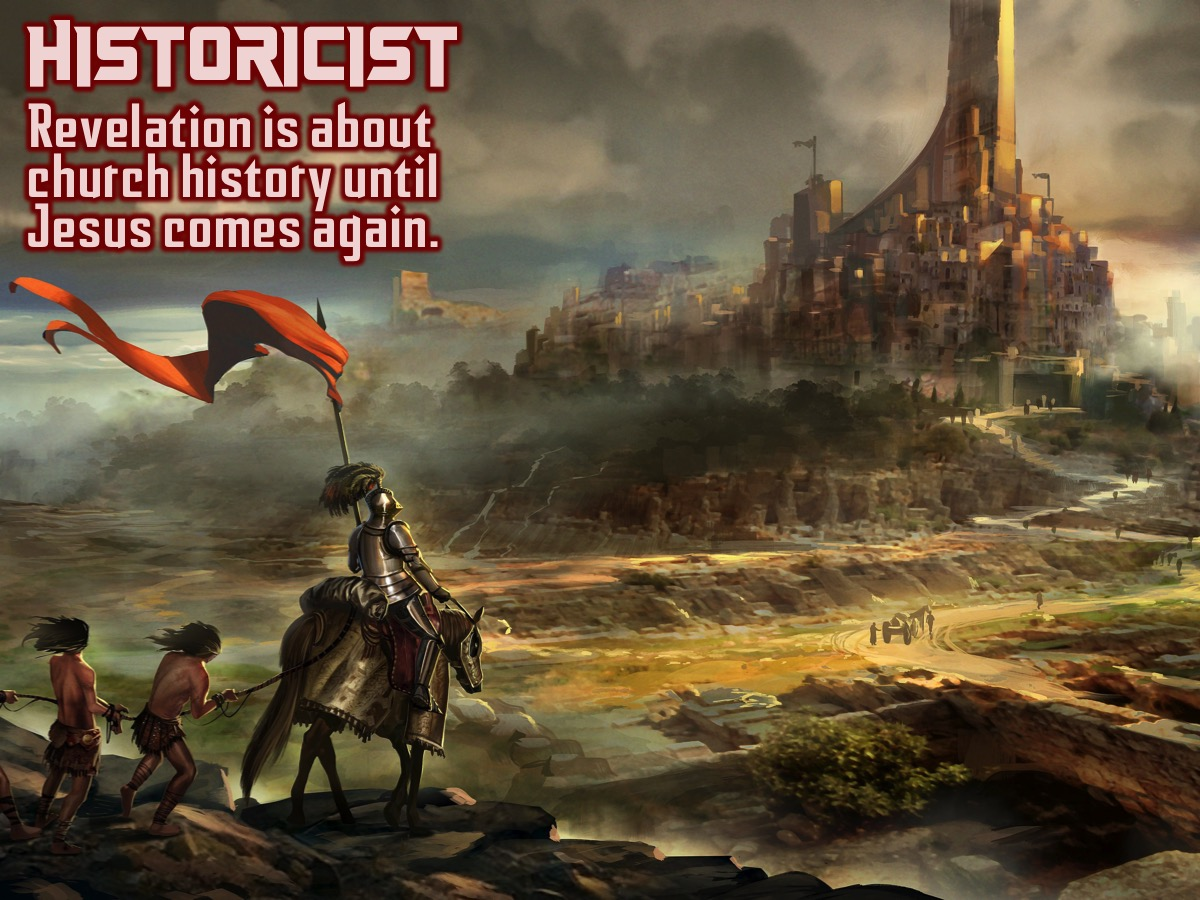 HISTORICIST
Revelation is about
church history until
Jesus comes again.